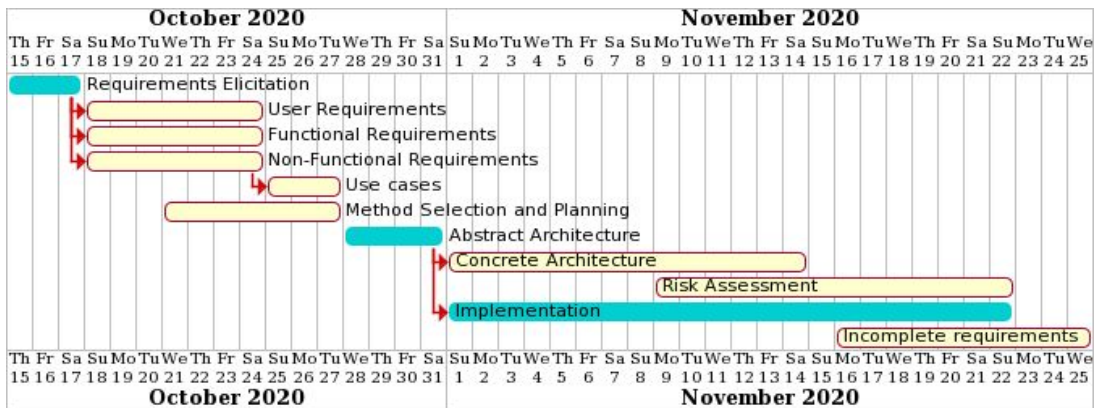 October 2020 November 2020
Th Fr Sa Su Mo Tu We Th Fr Sa Su Mo Tu We Th Fr Sa Su Mo Tu We Th Fr Sa Su Mo Tu We Th Fr Sa Su Mo Tu We Th Fr Sa Su Mo Tu We
15 16 17 18 19 20 21 22 23 24 25 26 27 28 29 30 31 1 2 3 4 5 6 7 8 9 10 11 12 13 14 15 16 17 18 19 20 21 22 23 24 25
Requirements Elicitation
User Requirements
Functional Requirements
Non-Functional Requirements
Use cases
Method Selection and Planning
Abstract Architecture
Concrete Architecture
Risk Assessment
Implementation
Incomplete requirements
Th Fr Sa Su Mo Tu We Th Fr Sa Su Mo Tu We Th Fr Sa Su Mo Tu We Th Fr Sa Su Mo Tu We Th Fr Sa Su Mo Tu We Th Fr Sa Su Mo Tu We
15 16 17 18 19 20 21 22 23 24 25 26 27 28 29 30 31 1 2 3 4 5 6 7 8 9 10 11 12 13 14 15 16 17 18 19 20 21 22 23 24 25
October 2020 November 2020